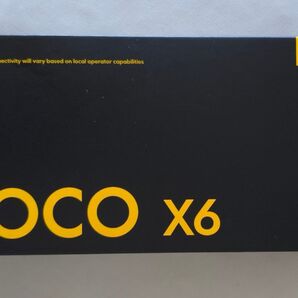 ectivity will vary based on local operator capabilities
OCO X6